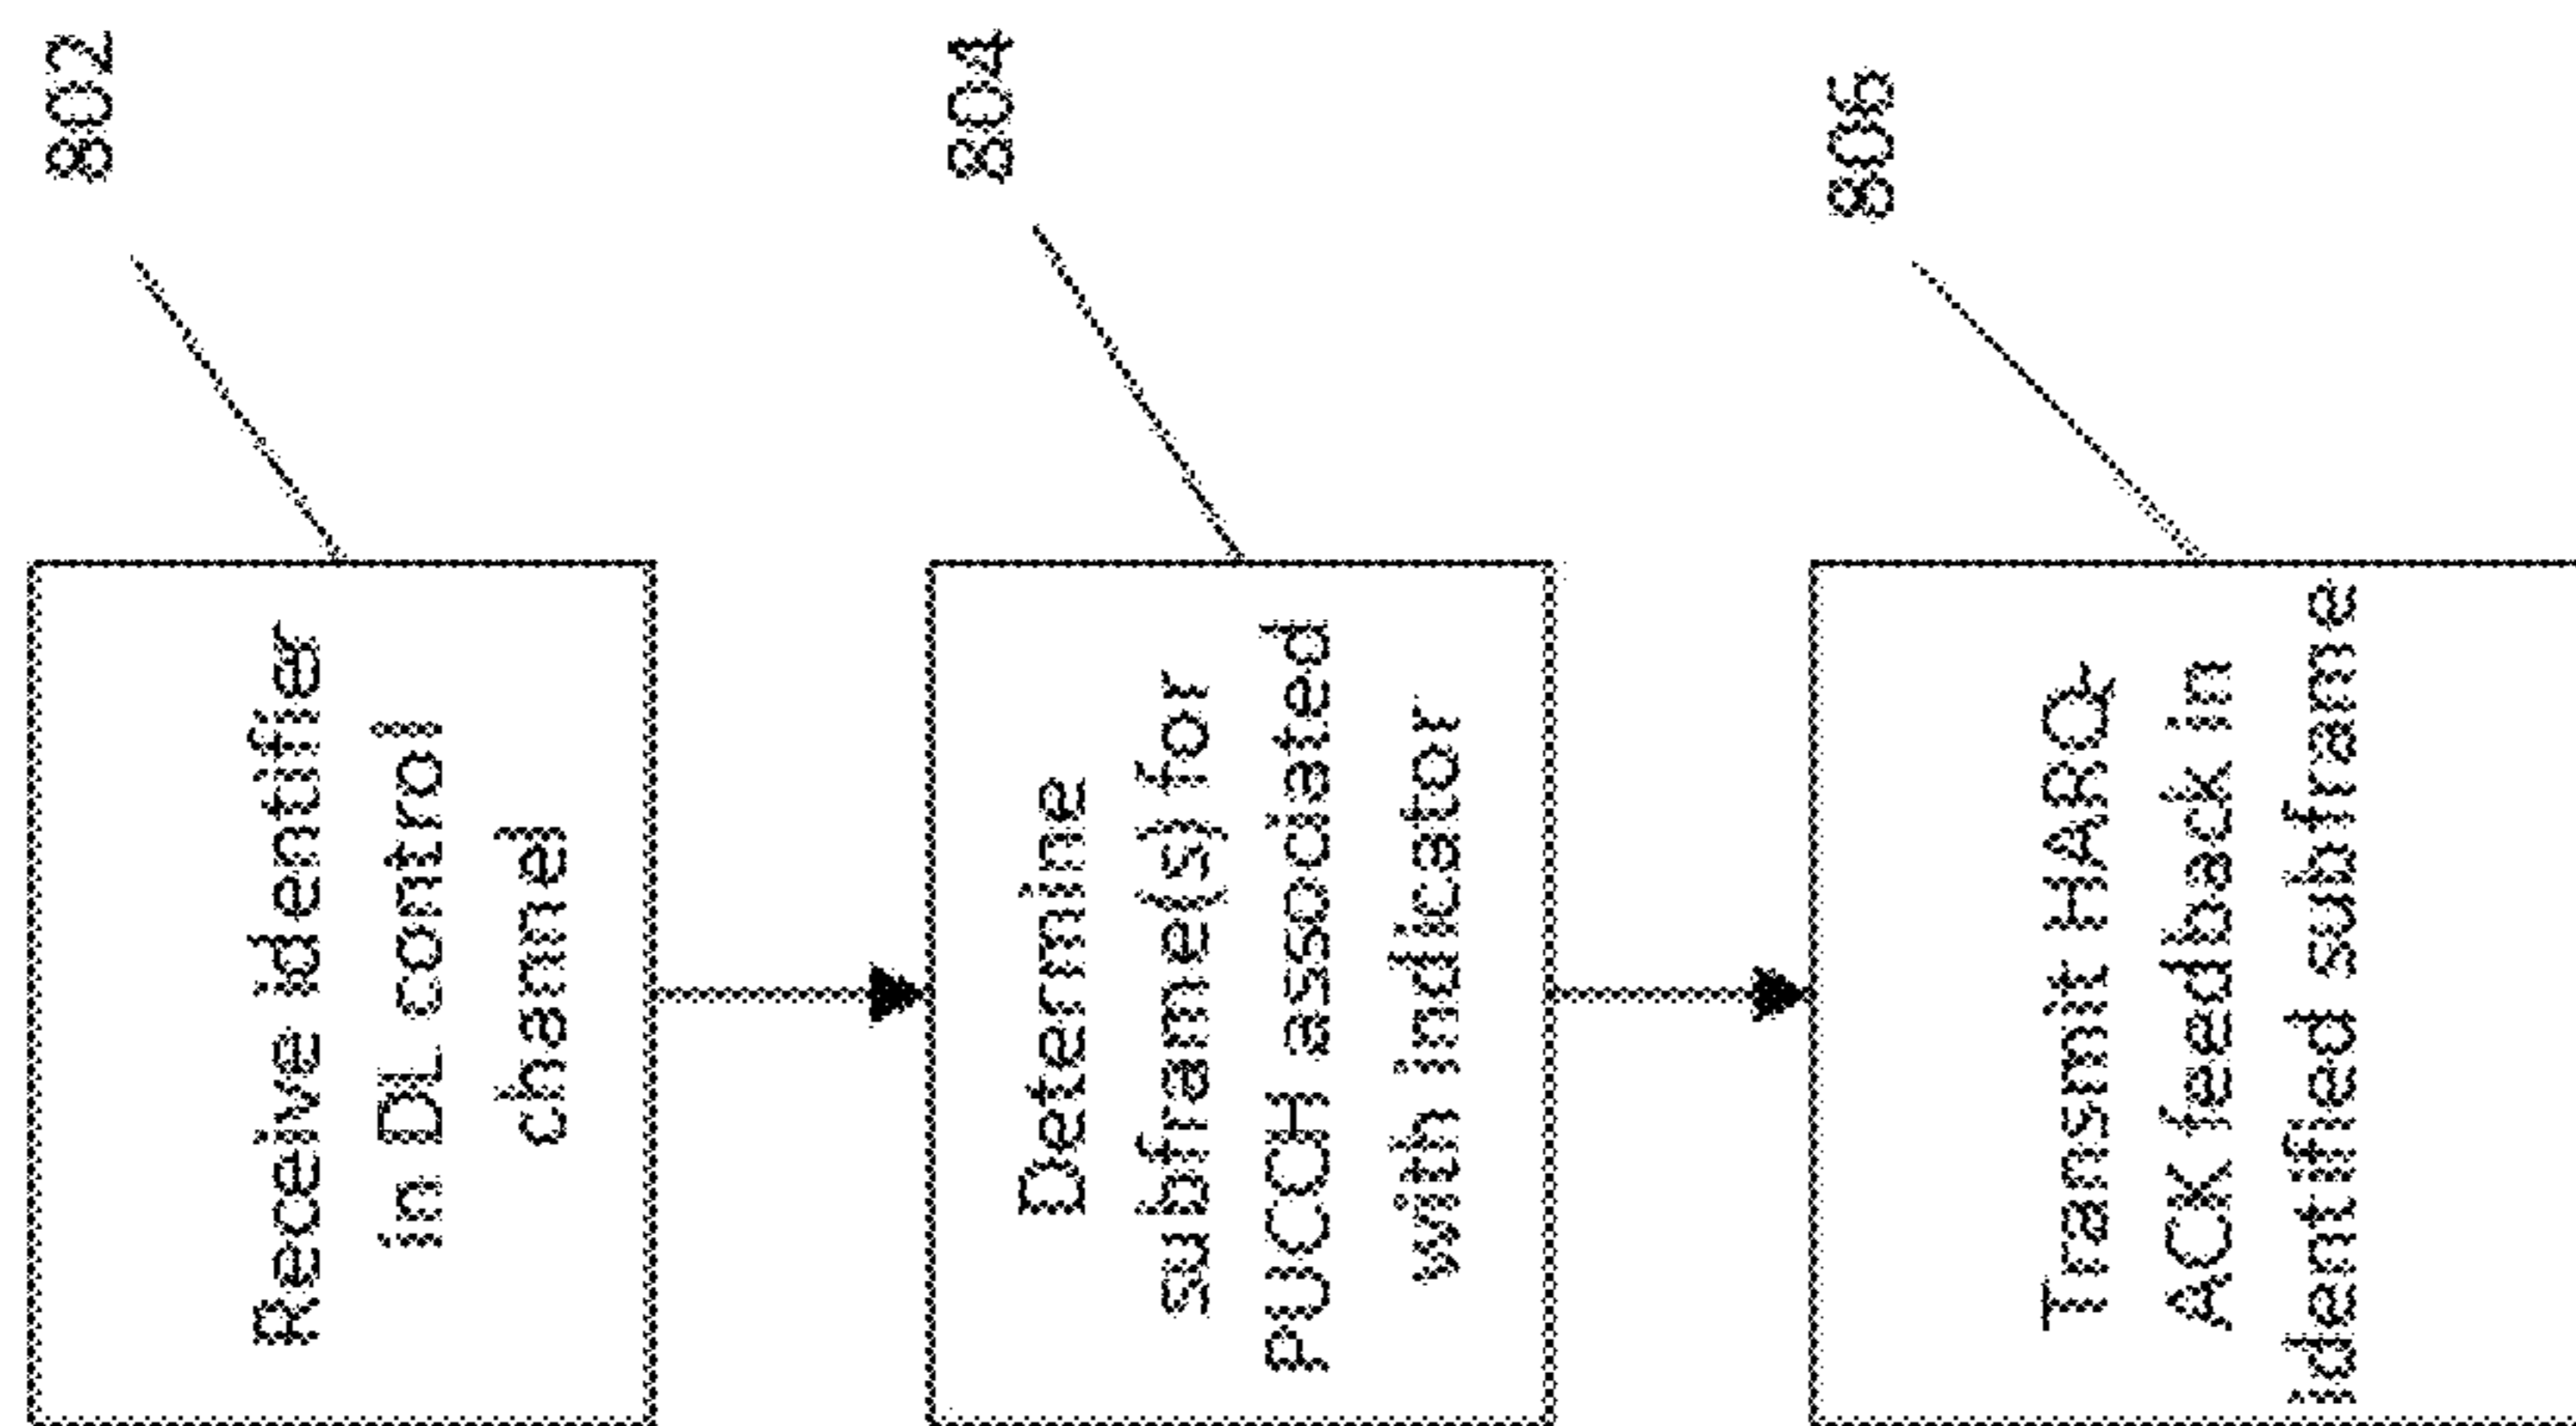 802
Receive identifier
in DL control
channel
804
Determine
subframe(s) for
PUCCH associated
with indicator
806
Transmit HARQ
ACK feedback in
identified subframe